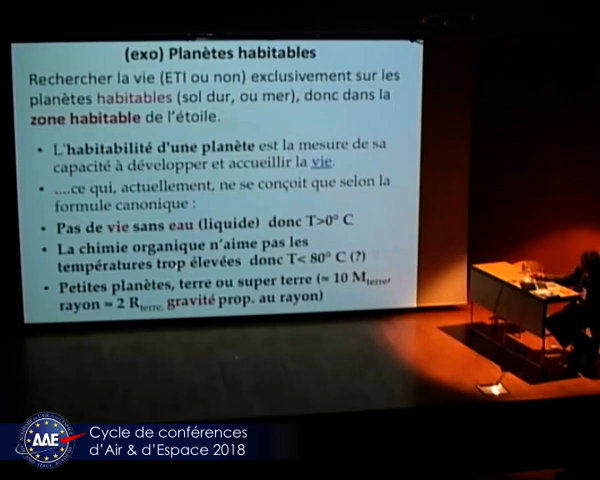 (exo) Planètes habitables
Rechercher la vie (ETI ou non) exclusivement sur les
planètes habitables (sol dur, ou mer), donc dans la
zone habitable de l'étoile.
• L'habitabilité d'une planète est la mesure de sa
capacité à développer et accueillir la vie.
• ....ce qui, actuellement, ne se conçoit que selon la
formule canonique :
• Pas de vie sans eau (liquide) donc T>0° C
• La chimie organique n'aime pas les
températures trop élevées donc T< 80° C (?)
• Petites planètes, terre ou super terre (≈ 10 Mterre,
rayon ≈ 2 Rterre, gravité prop. au rayon)
AAE
Cycle de conférences
d'Air & d'Espace 2018